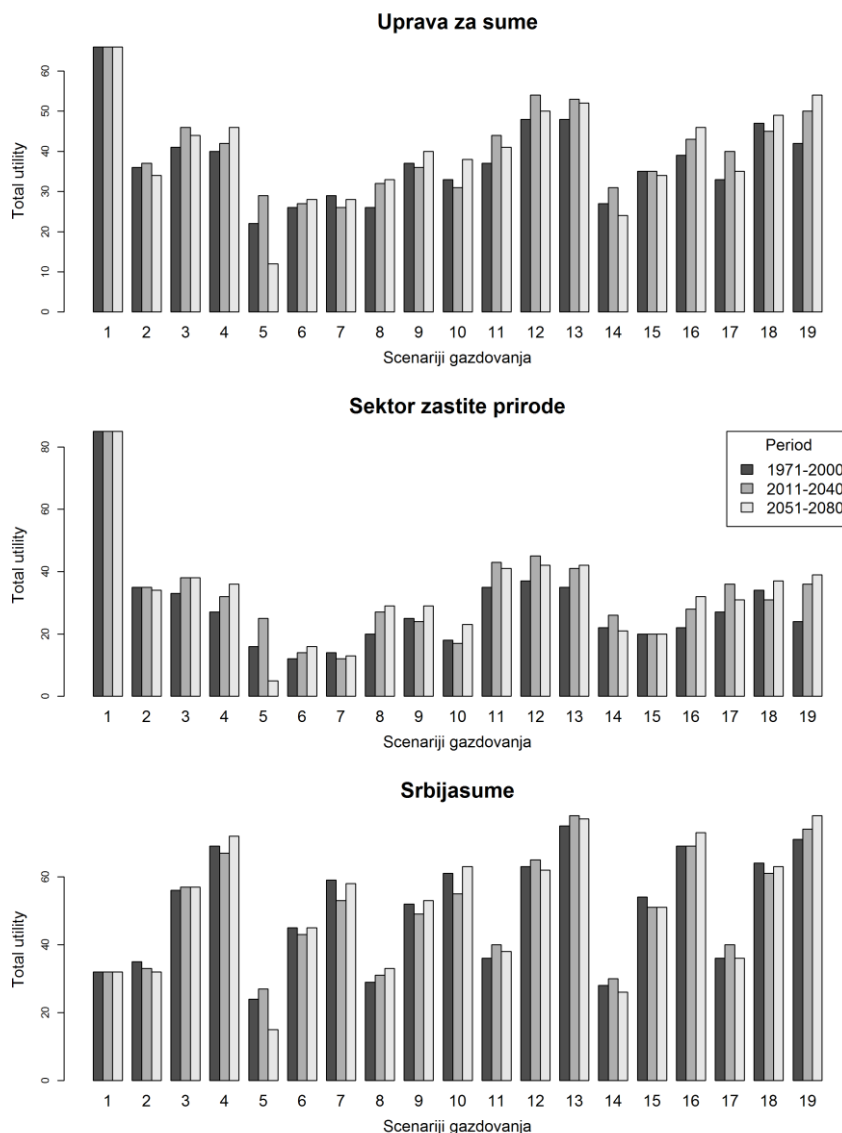 Uprava za sume
Total utility
0 10 20 30 40 50 60
1 2 3 4 5 6 7 8 9 10 11 12 13 14 15 16 17 18 19
Scenariji gazdovanja
Sektor zastite prirode
Total utility
0 20 40 60 80
Period
1971-2000
2011-2040
2051-2080
1 2 3 4 5 6 7 8 9 10 11 12 13 14 15 16 17 18 19
Scenariji gazdovanja
Srbijasume
Total utility
0 20 40 60
1 2 3 4 5 6 7 8 9 10 11 12 13 14 15 16 17 18 19
Scenariji gazdovanja